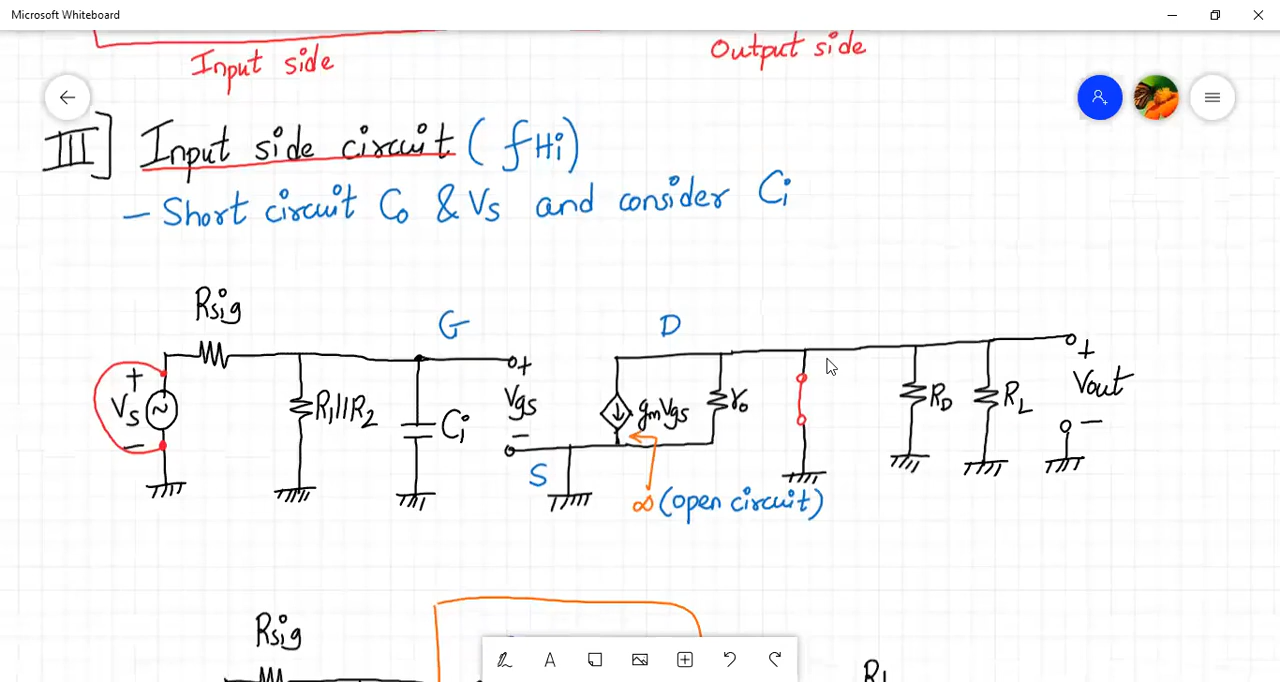 Microsoft Whiteboard
Input side
Output side
III] Input side circuit (fHi)
- Short circuit Co & Vs and consider Ci
Rsig
G
D
+
Vs
-
R1||R2
Ci
+
Vgs
-
S
gmVgs
ro
RD
RL
+
Vout
-
∞ (open circuit)
Rsig
A